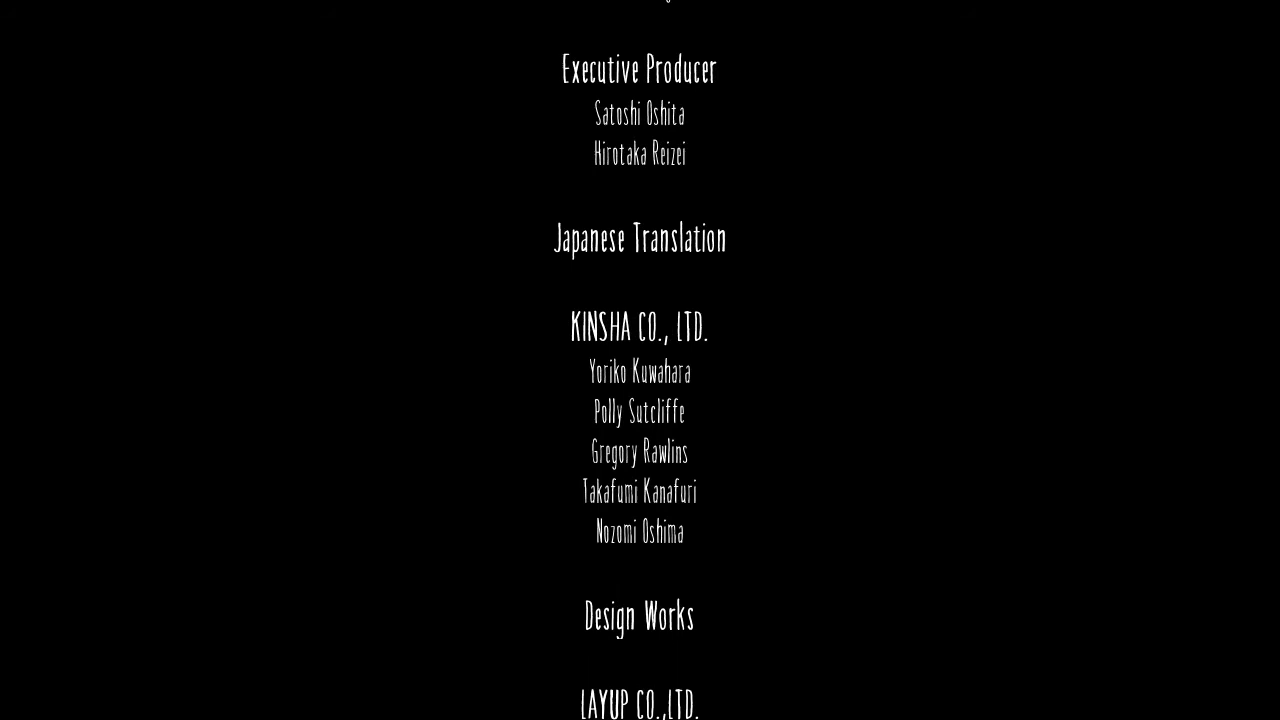 Executive Producer
Satoshi Oshita
Hirotaka Reizei
Japanese Translation
KINSHA CO., LTD.
Yoriko Kuwahara
Polly Sutcliffe
Gregory Rawlins
Takafumi Kanafuri
Nozomi Oshima
Design Works
LAYUP CO.,LTD.